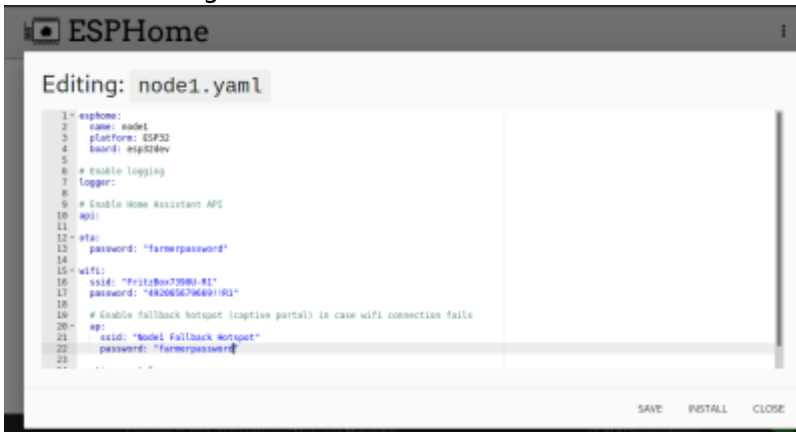 ESPHome
Editing: node1.yaml
1 esphome:
2 name: node1
3 platform: ESP32
4 board: esp32dev
5
6 # Enable logging
7 logger:
8
9 # Enable Home Assistant API
10 api:
11
12 ota:
13 password: "farmerpassword"
14
15 wifi:
16 ssid: "FritzBox7390U-R1"
17 password:
18
19 # Enable fallback hotspot (captive portal) in case wifi connection fails
20 ap:
21 ssid: "Node1 Fallback Hotspot"
22 password: "farmerpassword"
23
SAVE INSTALL CLOSE